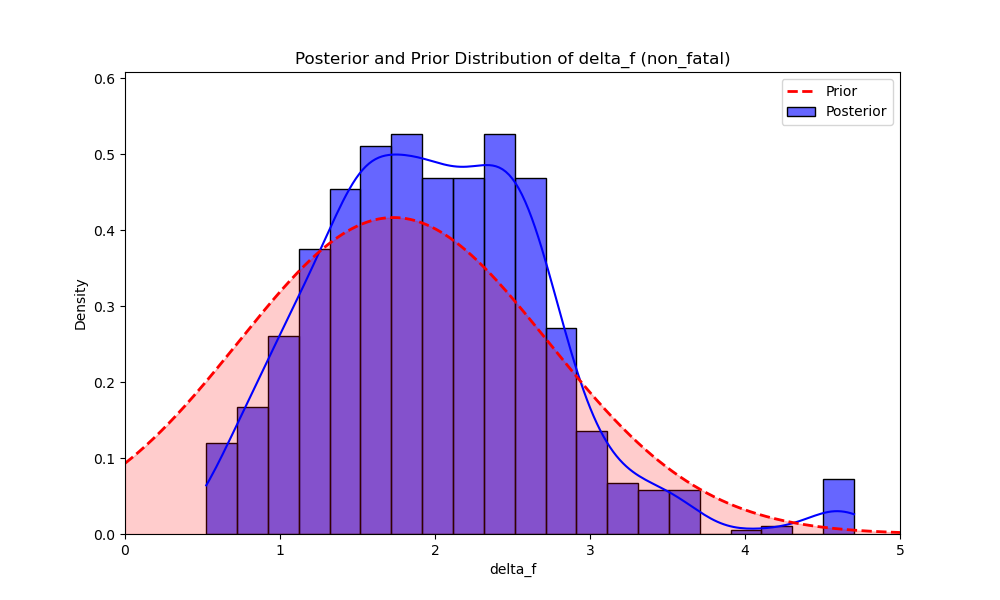 Posterior and Prior Distribution of delta_f (non_fatal)
Prior
Posterior
Density
0.6
0.5
0.4
0.3
0.2
0.1
0.0
0 1 2 3 4 5
delta_f